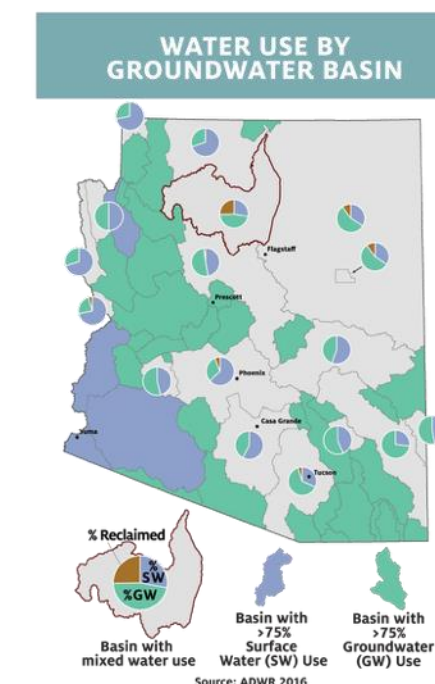 WATER USE BY
GROUNDWATER BASIN
Flagstaff
Prescott
Phoenix
Casa Grande
Yuma
Tucson
% Reclaimed
%
SW
%GW
Basin with
mixed water use
Basin with
>75%
Surface
Water (SW) Use
Basin with
>75%
Groundwater
(GW) Use
Source: ADWR 2016